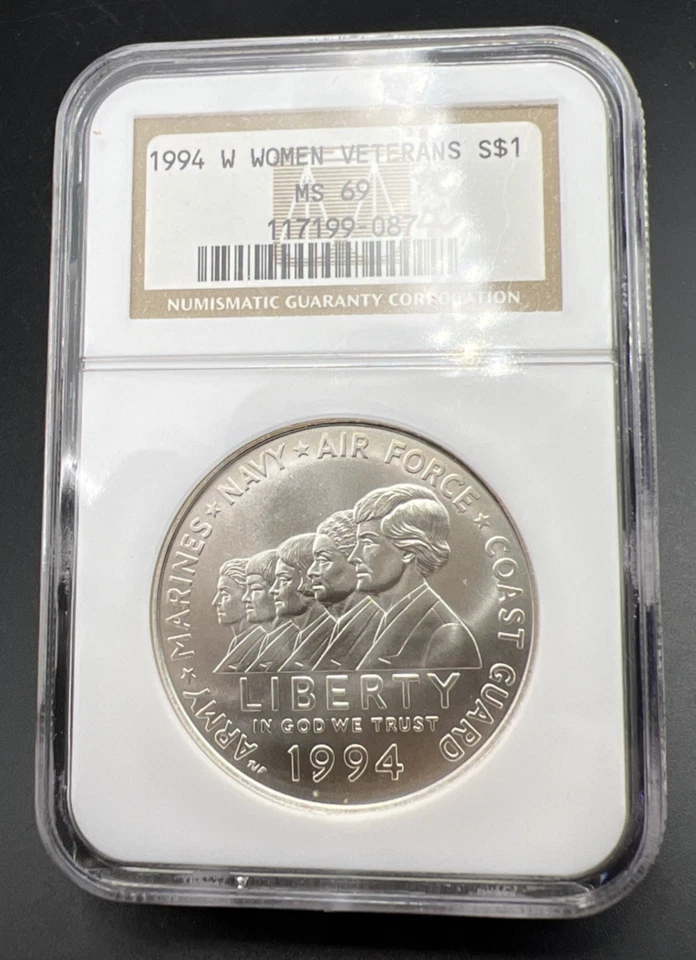 1994 W WOMEN VETERANS S$1
MS 69
117199-087
NUMISMATIC GUARANTY CORPORATION
ARMY ★ MARINES ★ NAVY ★ AIR FORCE ★ COAST GUARD
LIBERTY
IN GOD WE TRUST
1994